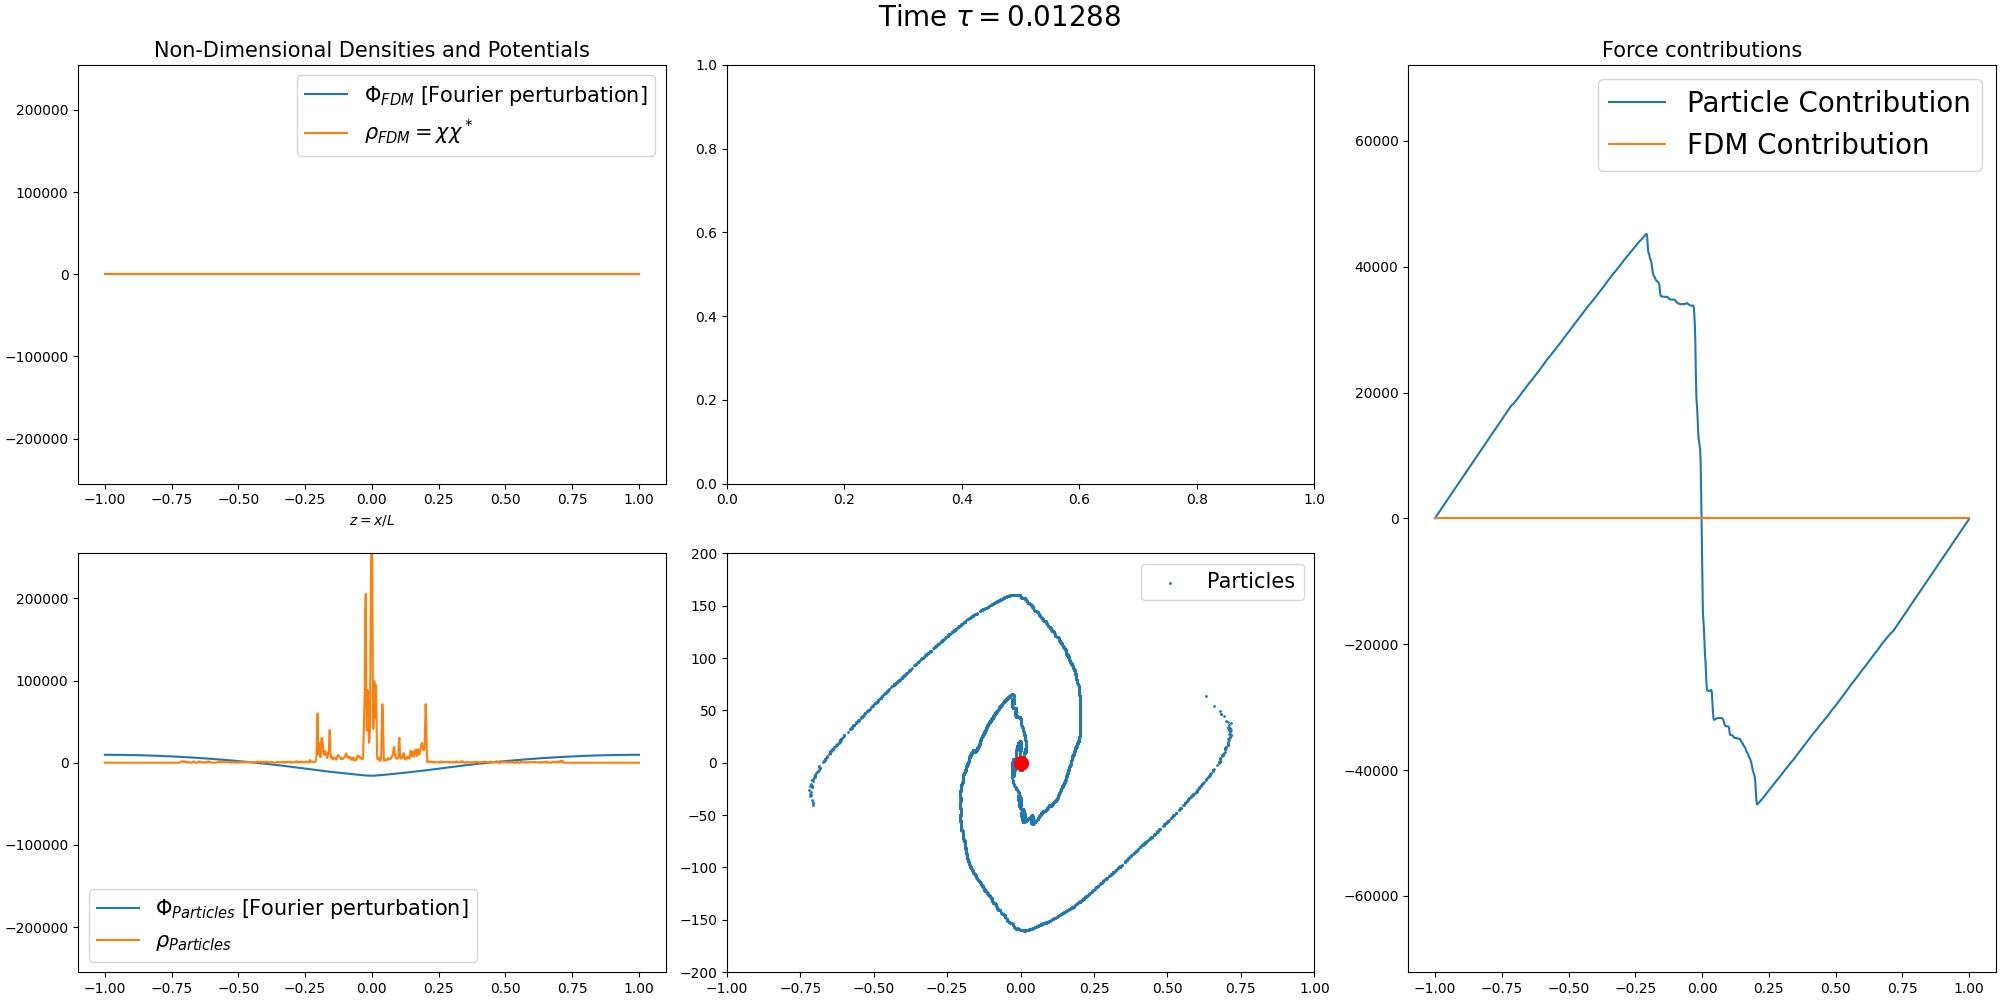 Time τ = 0.01288
Non-Dimensional Densities and Potentials
200000
100000
0
−100000
−200000
Φ_FDM [Fourier perturbation]
ρ_FDM = χχ*
−1.00 −0.75 −0.50 −0.25 0.00 0.25 0.50 0.75 1.00
z = x/L
1.0
0.8
0.6
0.4
0.2
0.0
0.0 0.2 0.4 0.6 0.8 1.0
Force contributions
Particle Contribution
FDM Contribution
60000
40000
20000
0
−20000
−40000
−60000
−1.00 −0.75 −0.50 −0.25 0.00 0.25 0.50 0.75 1.00
200000
100000
0
−100000
−200000
Φ_Particles [Fourier perturbation]
ρ_Particles
−1.00 −0.75 −0.50 −0.25 0.00 0.25 0.50 0.75 1.00
Particles
200
150
100
50
0
−50
−100
−150
−200
−1.00 −0.75 −0.50 −0.25 0.00 0.25 0.50 0.75 1.00